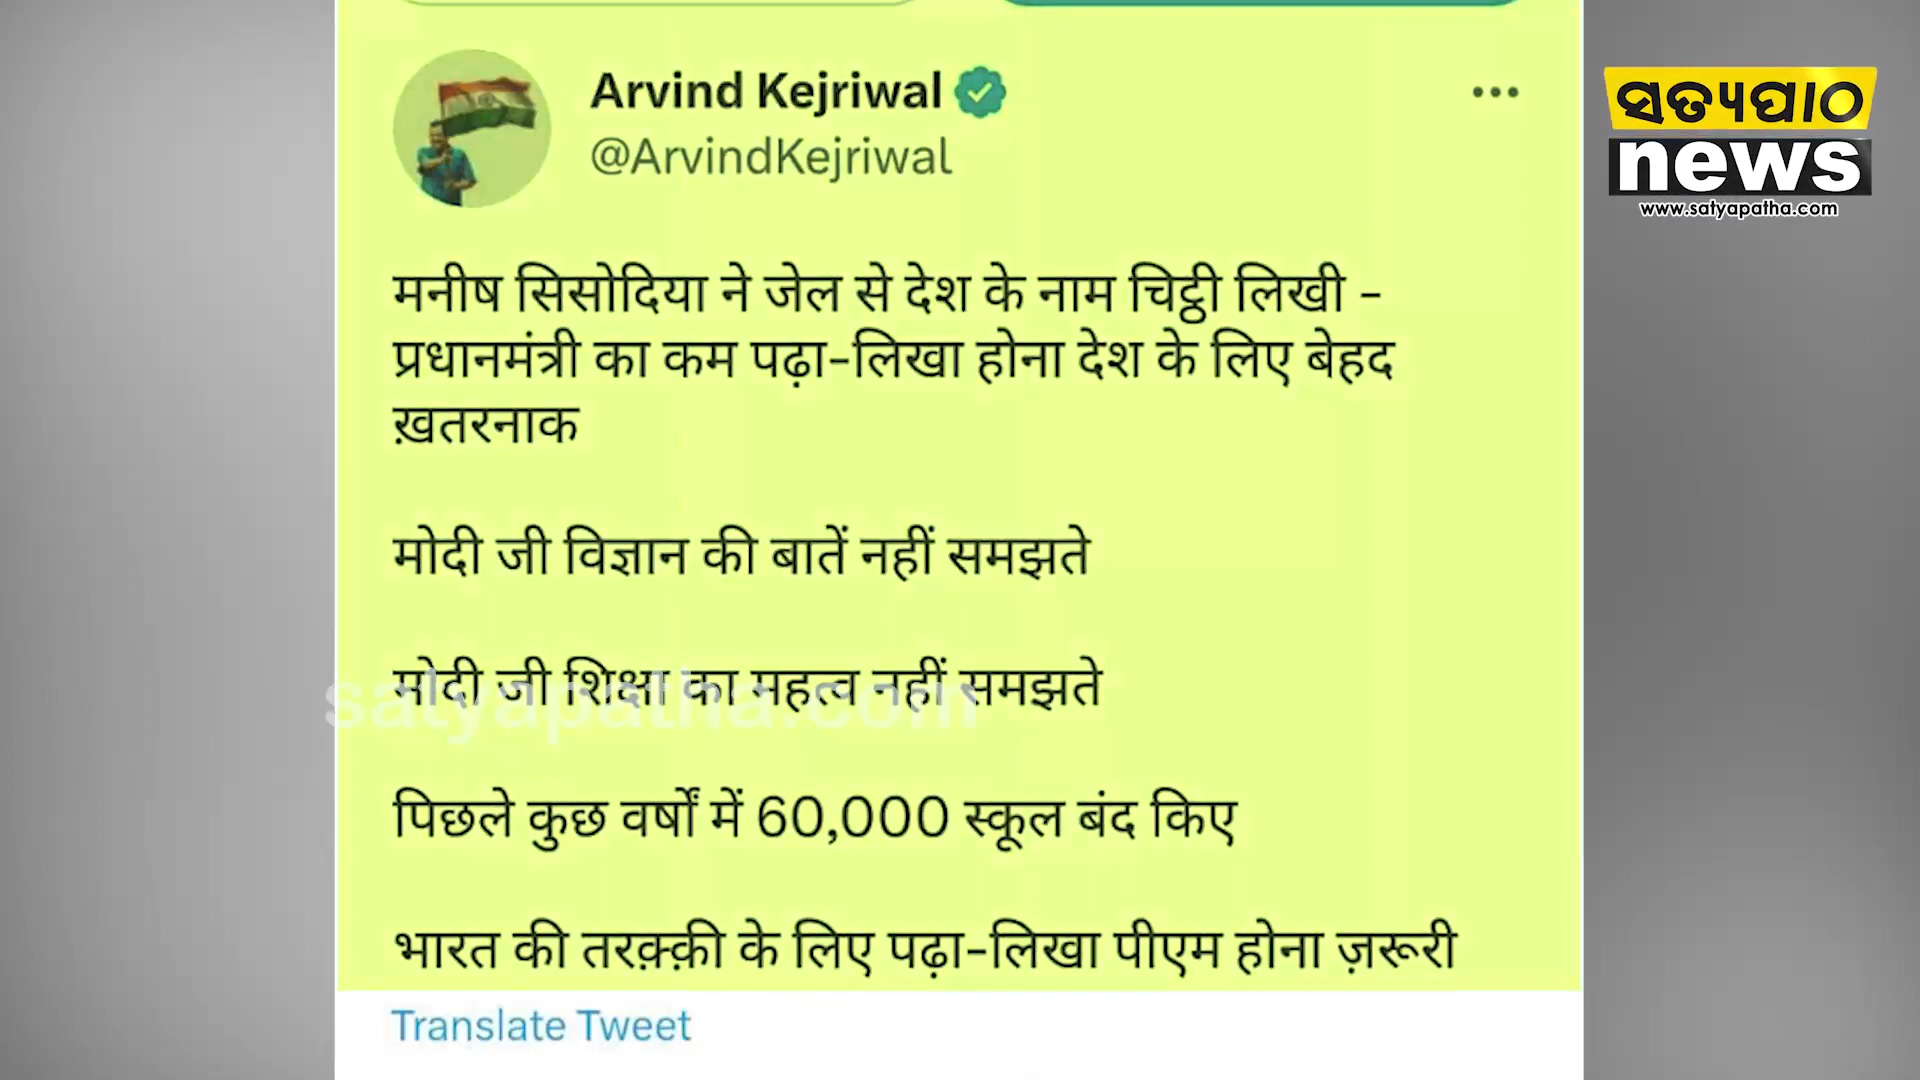 Arvind Kejriwal
@ArvindKejriwal
मनीष सिसोदिया ने जेल से देश के नाम चिट्ठी लिखी -
प्रधानमंत्री का कम पढ़ा-लिखा होना देश के लिए बेहद
ख़तरनाक
मोदी जी विज्ञान की बातें नहीं समझते
मोदी जी शिक्षा का महत्व नहीं समझते
पिछले कुछ वर्षों में 60,000 स्कूल बंद किए
भारत की तरक़्क़ी के लिए पढ़ा-लिखा पीएम होना ज़रूरी
Translate Tweet
ସତ୍ୟପାଠ
news
www.satyapatha.com
satyapatha.com